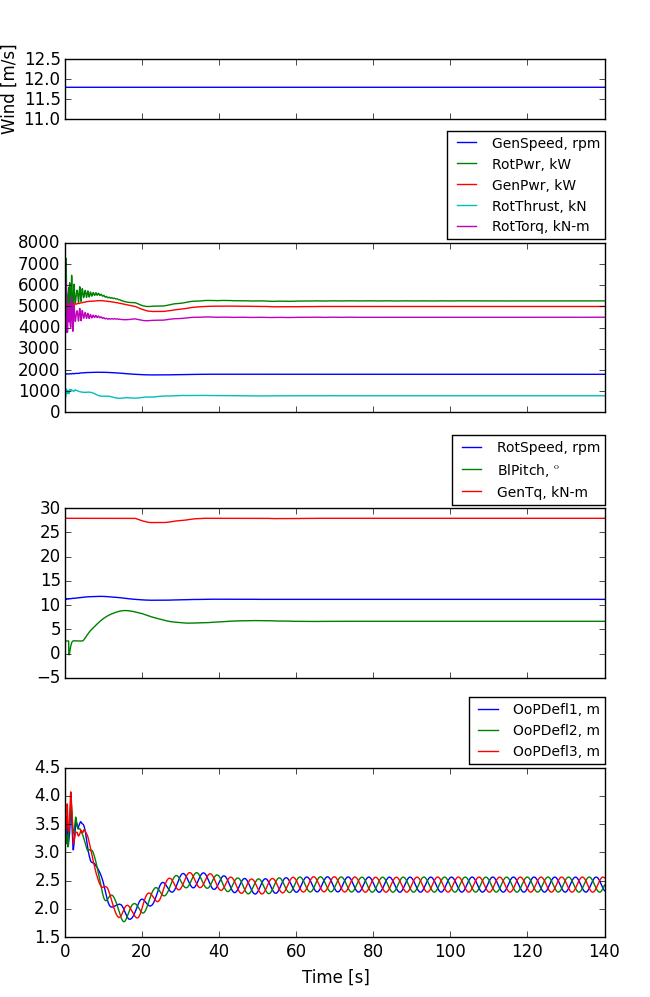 Wind [m/s]
12.5
12.0
11.5
11.0
GenSpeed, rpm
RotPwr, kW
GenPwr, kW
RotThrust, kN
RotTorq, kN-m
8000
7000
6000
5000
4000
3000
2000
1000
0
RotSpeed, rpm
BlPitch, °
GenTq, kN-m
30
25
20
15
10
5
0
−5
OoPDefl1, m
OoPDefl2, m
OoPDefl3, m
4.5
4.0
3.5
3.0
2.5
2.0
1.5
0 20 40 60 80 100 120 140
Time [s]